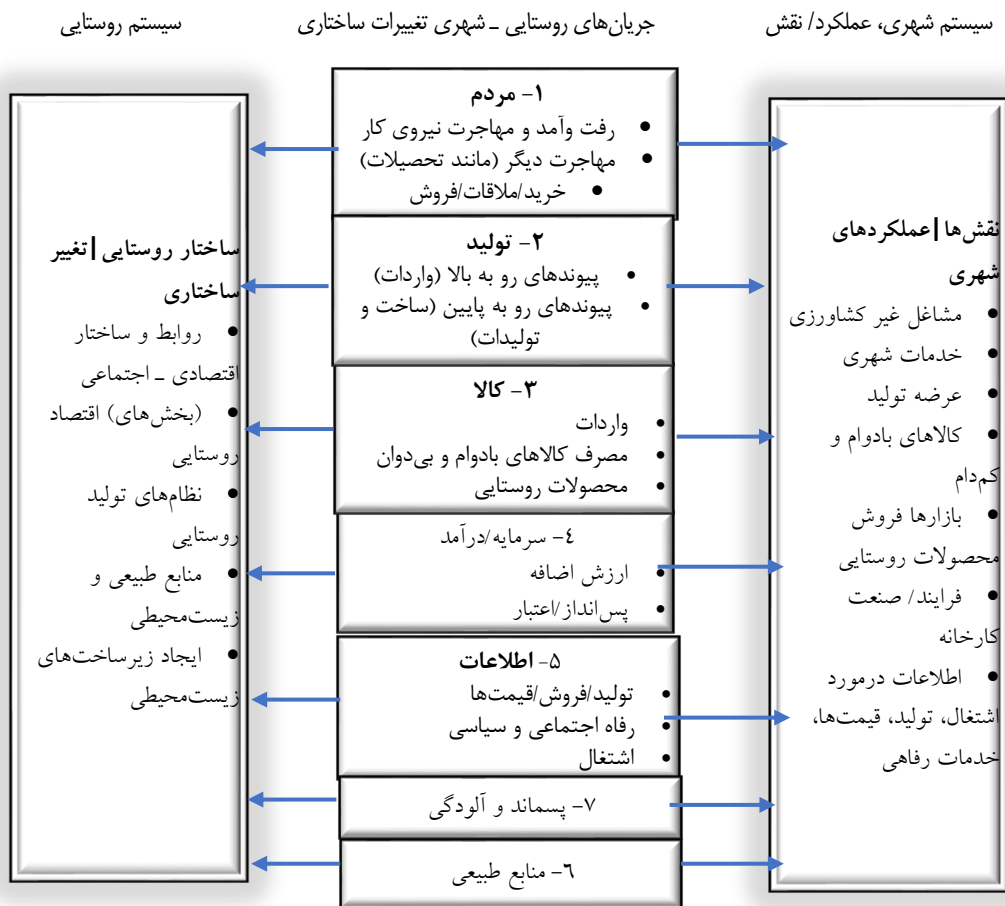 سیستم شهری، عملکرد/ نقش
جریان‌های روستایی ـ شهری تغییرات ساختاری
سیستم روستایی
نقش‌ها|عملکردهای
شهری
• مشاغل غیر کشاورزی
• خدمات شهری
• عرضه تولید
• کالاهای بادوام و
کم‌دام
• بازارها فروش
محصولات روستایی
• فرایند/ صنعت
کارخانه
• اطلاعات درمورد
اشتغال، تولید، قیمت‌ها،
خدمات رفاهی
۱- مردم
• رفت وآمد و مهاجرت نیروی کار
• مهاجرت دیگر (مانند تحصیلات)
• خرید/ملاقات/فروش
۲- تولید
• پیوندهای رو به بالا (واردات)
• پیوندهای رو به پایین (ساخت و
تولیدات)
۳- کالا
• واردات
• مصرف کالاهای بادوام و بی‌دوان
• محصولات روستایی
٤- سرمایه/درآمد
• ارزش اضافه
• پس‌انداز/اعتبار
۵- اطلاعات
• تولید/فروش/قیمت‌ها
• رفاه اجتماعی و سیاسی
• اشتغال
۷- پسماند و آلودگی
٦- منابع طبیعی
ساختار روستایی|تغییر
ساختاری
• روابط و ساختار
اقتصادی ـ اجتماعی
• (بخش‌های) اقتصاد
روستایی
• نظام‌های تولید
روستایی
• منابع طبیعی و
زیست‌محیطی
• ایجاد زیرساخت‌های
زیست‌محیطی